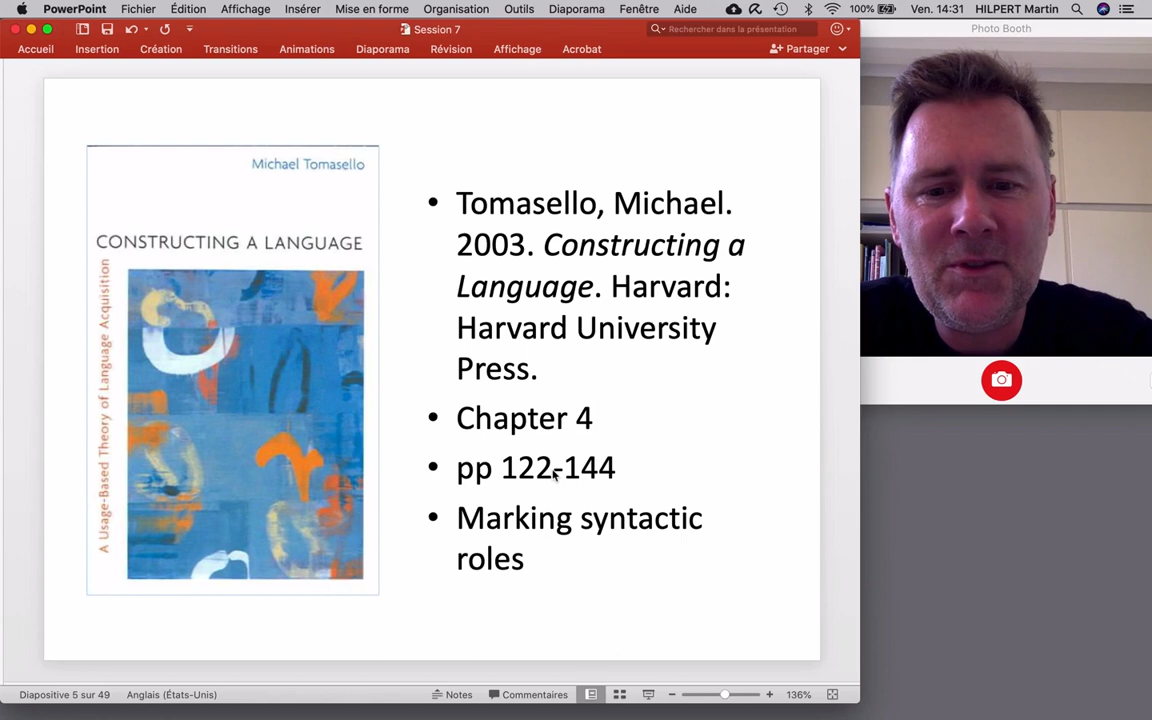 PowerPoint Fichier Édition Affichage Insérer Mise en forme Organisation Outils Diaporama Fenêtre Aide 100% Ven. 14:31 HILPERT Martin
Session 7
Rechercher dans la présentation
Photo Booth
Accueil Insertion Création Transitions Animations Diaporama Révision Affichage Acrobat Partager
Michael Tomasello
CONSTRUCTING A LANGUAGE
A Usage-Based Theory of Language Acquisition
• Tomasello, Michael.
2003. Constructing a
Language. Harvard:
Harvard University
Press.
• Chapter 4
• pp 122-144
• Marking syntactic
roles
Diapositive 5 sur 49 Anglais (États-Unis) Notes Commentaires 136%